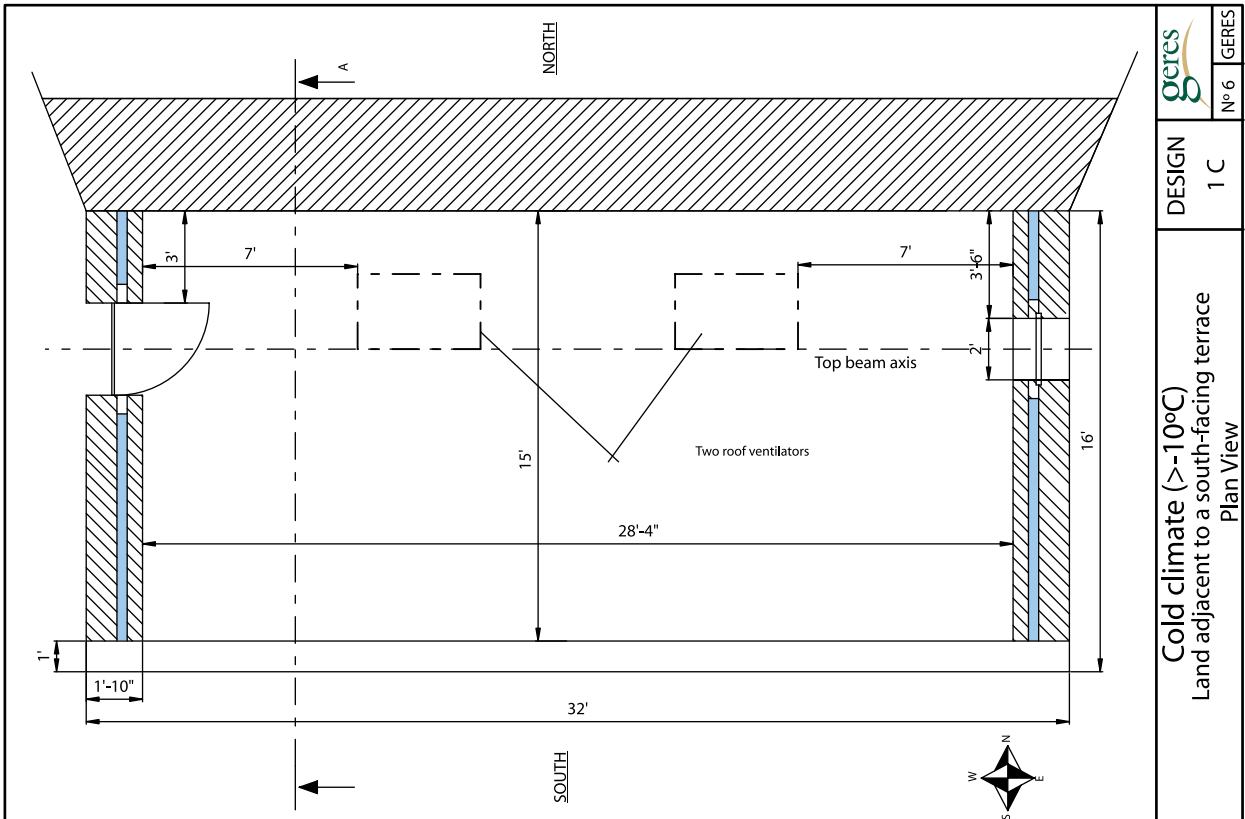 NORTH
A
3'
7'
7'
3'-6"
2'
Top beam axis
15'
Two roof ventilators
16'
28'-4"
1'
1'-10"
32'
SOUTH
N
W
E
S
geres
Nº 6
GERES
DESIGN
1 C
Cold climate (>-10ºC)
Land adjacent to a south-facing terrace
Plan View